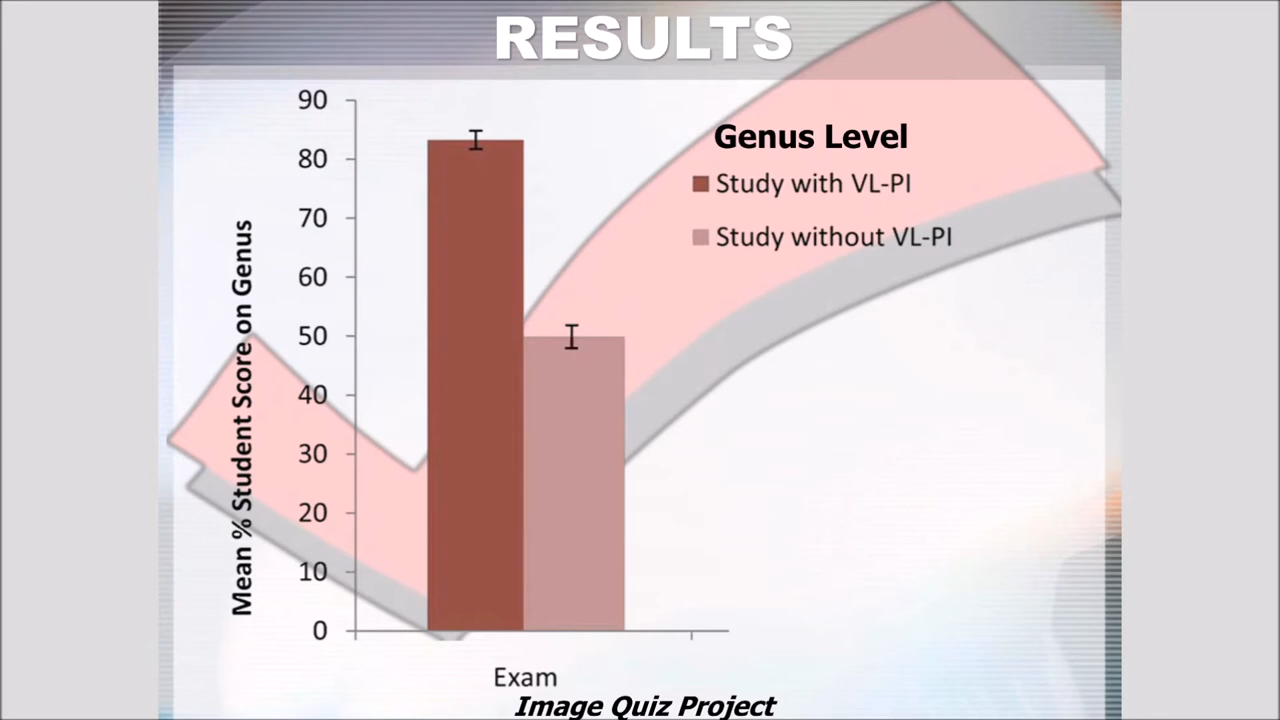 RESULTS
90
80
70
60
50
40
30
20
10
0
Mean % Student Score on Genus
Genus Level
Study with VL-PI
Study without VL-PI
Exam
Image Quiz Project